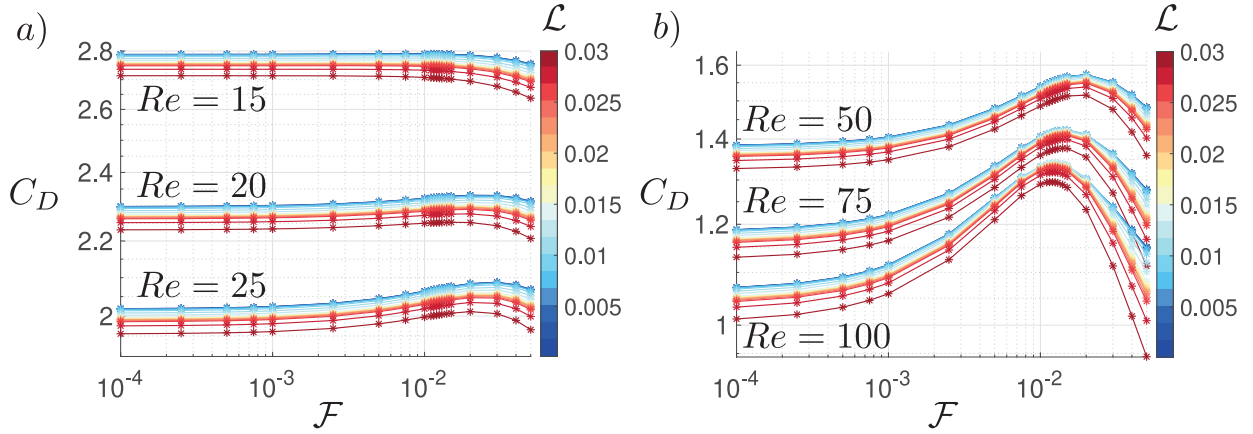 a)
𝓛
2.8
2.6
2.4
2.2
2
C_D
Re = 15
Re = 20
Re = 25
10⁻⁴
10⁻³
10⁻²
𝓕
0.03
0.025
0.02
0.015
0.01
0.005
b)
𝓛
1.6
1.4
1.2
1
C_D
Re = 50
Re = 75
Re = 100
10⁻⁴
10⁻³
10⁻²
𝓕
0.03
0.025
0.02
0.015
0.01
0.005